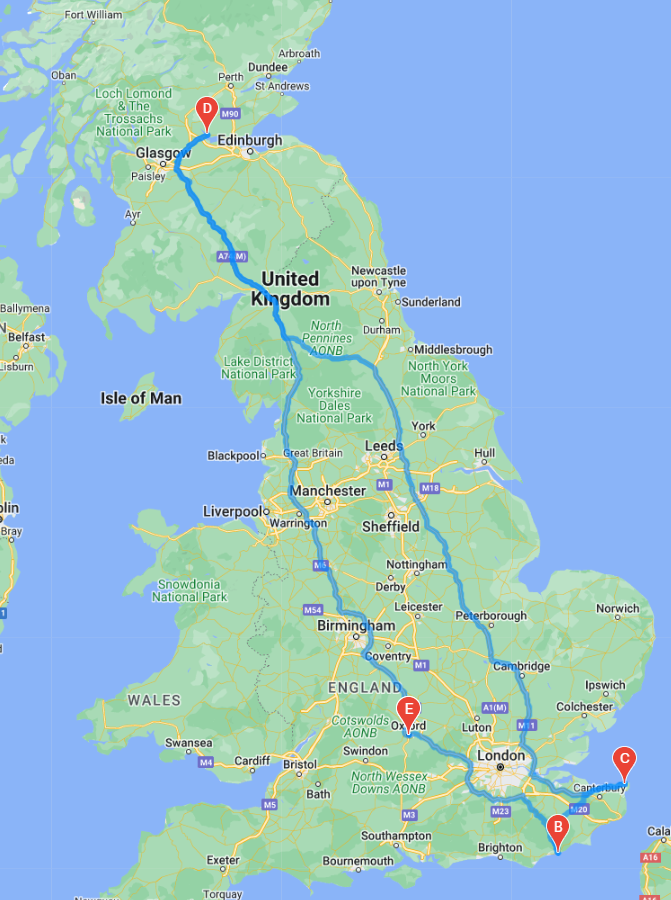 Fort William
Arbroath
Dundee
Oban
Perth
St Andrews
Loch Lomond
& The
Trossachs
National Park
D
M90
Edinburgh
Glasgow
Paisley
Ayr
A74(M)
United
Kingdom
Newcastle
upon Tyne
Sunderland
Ballymena
Belfast
Lisburn
North
Pennines
AONB
Durham
Middlesbrough
Lake District
National Park
North York
Moors
National Park
Isle of Man
Yorkshire
Dales
National Park
York
Leeds
Hull
Blackpool
Great Britain
M1
M18
Manchester
Liverpool
Warrington
Sheffield
Bray
Snowdonia
National Park
M6
Nottingham
Derby
M54
Leicester
Norwich
Birmingham
Peterborough
Coventry
M1
Cambridge
ENGLAND
WALES
Ipswich
A1(M)
Colchester
E
Oxford
Cotswolds
AONB
Luton
M11
Swansea
M4
Cardiff
Swindon
London
C
Bristol
Bath
North Wessex
Downs AONB
Canterbury
M5
M3
M23
M20
B
Southampton
Brighton
Exeter
Bournemouth
A16
Torquay
A16